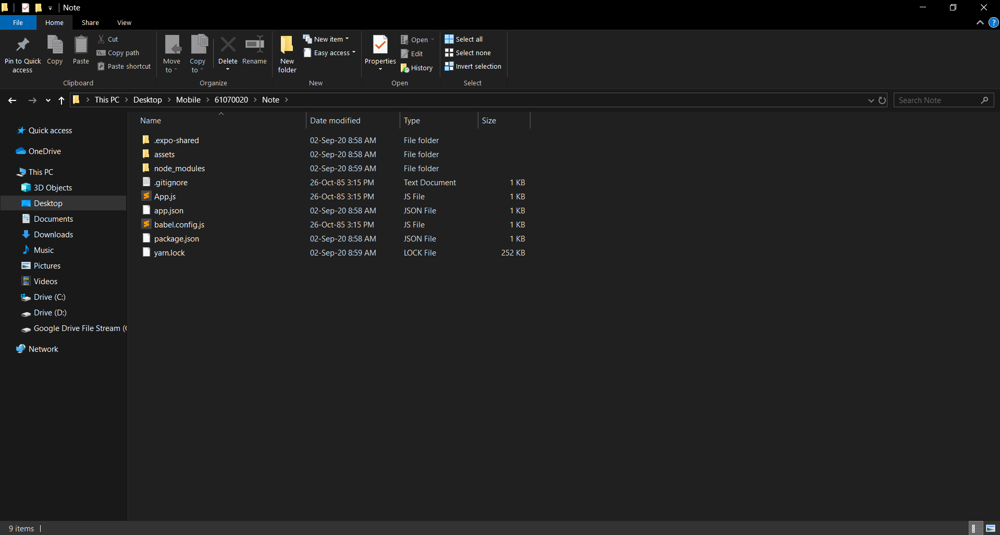 Note
File Home Share View
Pin to Quick access
Copy
Paste
Cut
Copy path
Paste shortcut
Clipboard
Move to
Copy to
Delete
Rename
Organize
New folder
New item
Easy access
New
Properties
Open
Edit
History
Open
Select all
Select none
Invert selection
Select
This PC > Desktop > Mobile > 61070020 > Note >
Search Note
Quick access
OneDrive
This PC
3D Objects
Desktop
Documents
Downloads
Music
Pictures
Videos
Drive (C:)
Drive (D:)
Google Drive File Stream (
Network
Name Date modified Type Size
.expo-shared 02-Sep-20 8:58 AM File folder
assets 02-Sep-20 8:58 AM File folder
node_modules 02-Sep-20 8:59 AM File folder
.gitignore 26-Oct-85 3:15 PM Text Document 1 KB
App.js 26-Oct-85 3:15 PM JS File 1 KB
app.json 02-Sep-20 8:58 AM JSON File 1 KB
babel.config.js 26-Oct-85 3:15 PM JS File 1 KB
package.json 02-Sep-20 8:58 AM JSON File 1 KB
yarn.lock 02-Sep-20 8:59 AM LOCK File 252 KB
9 items